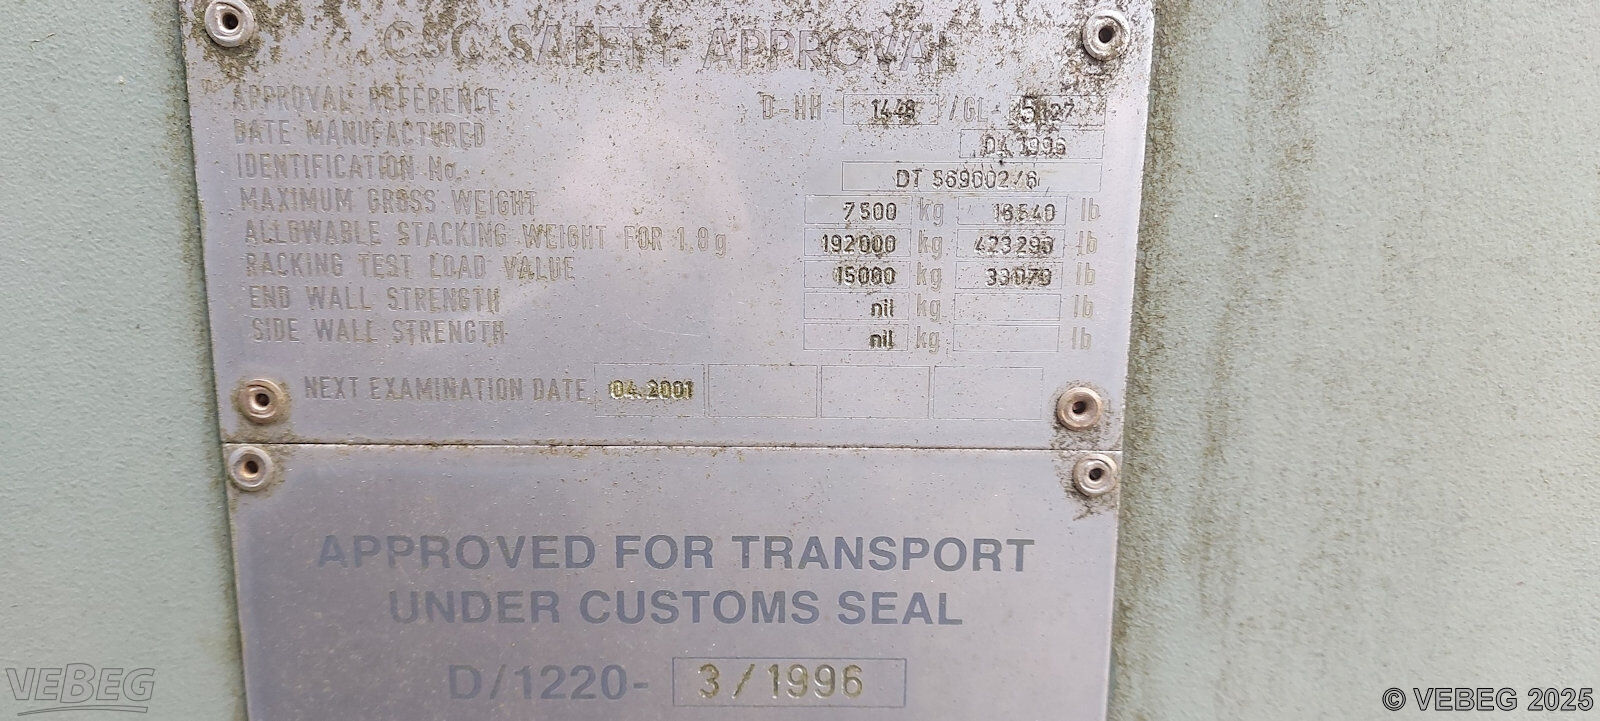 CSC SAFETY APPROVAL
APPROVAL REFERENCE D-HH- 1448 /GL- 5127
DATE MANUFACTURED 04.1996
IDENTIFICATION No. DT 569002/6
MAXIMUM GROSS WEIGHT 7500 kg 16540 lb
ALLOWABLE STACKING WEIGHT FOR 1.8g 192000 kg 423290 lb
RACKING TEST LOAD VALUE 15000 kg 33079 lb
END WALL STRENGTH nil kg lb
SIDE WALL STRENGTH nil kg lb
NEXT EXAMINATION DATE 04.2001
APPROVED FOR TRANSPORT
UNDER CUSTOMS SEAL
D/1220- 3/1996
VEBEG
© VEBEG 2025